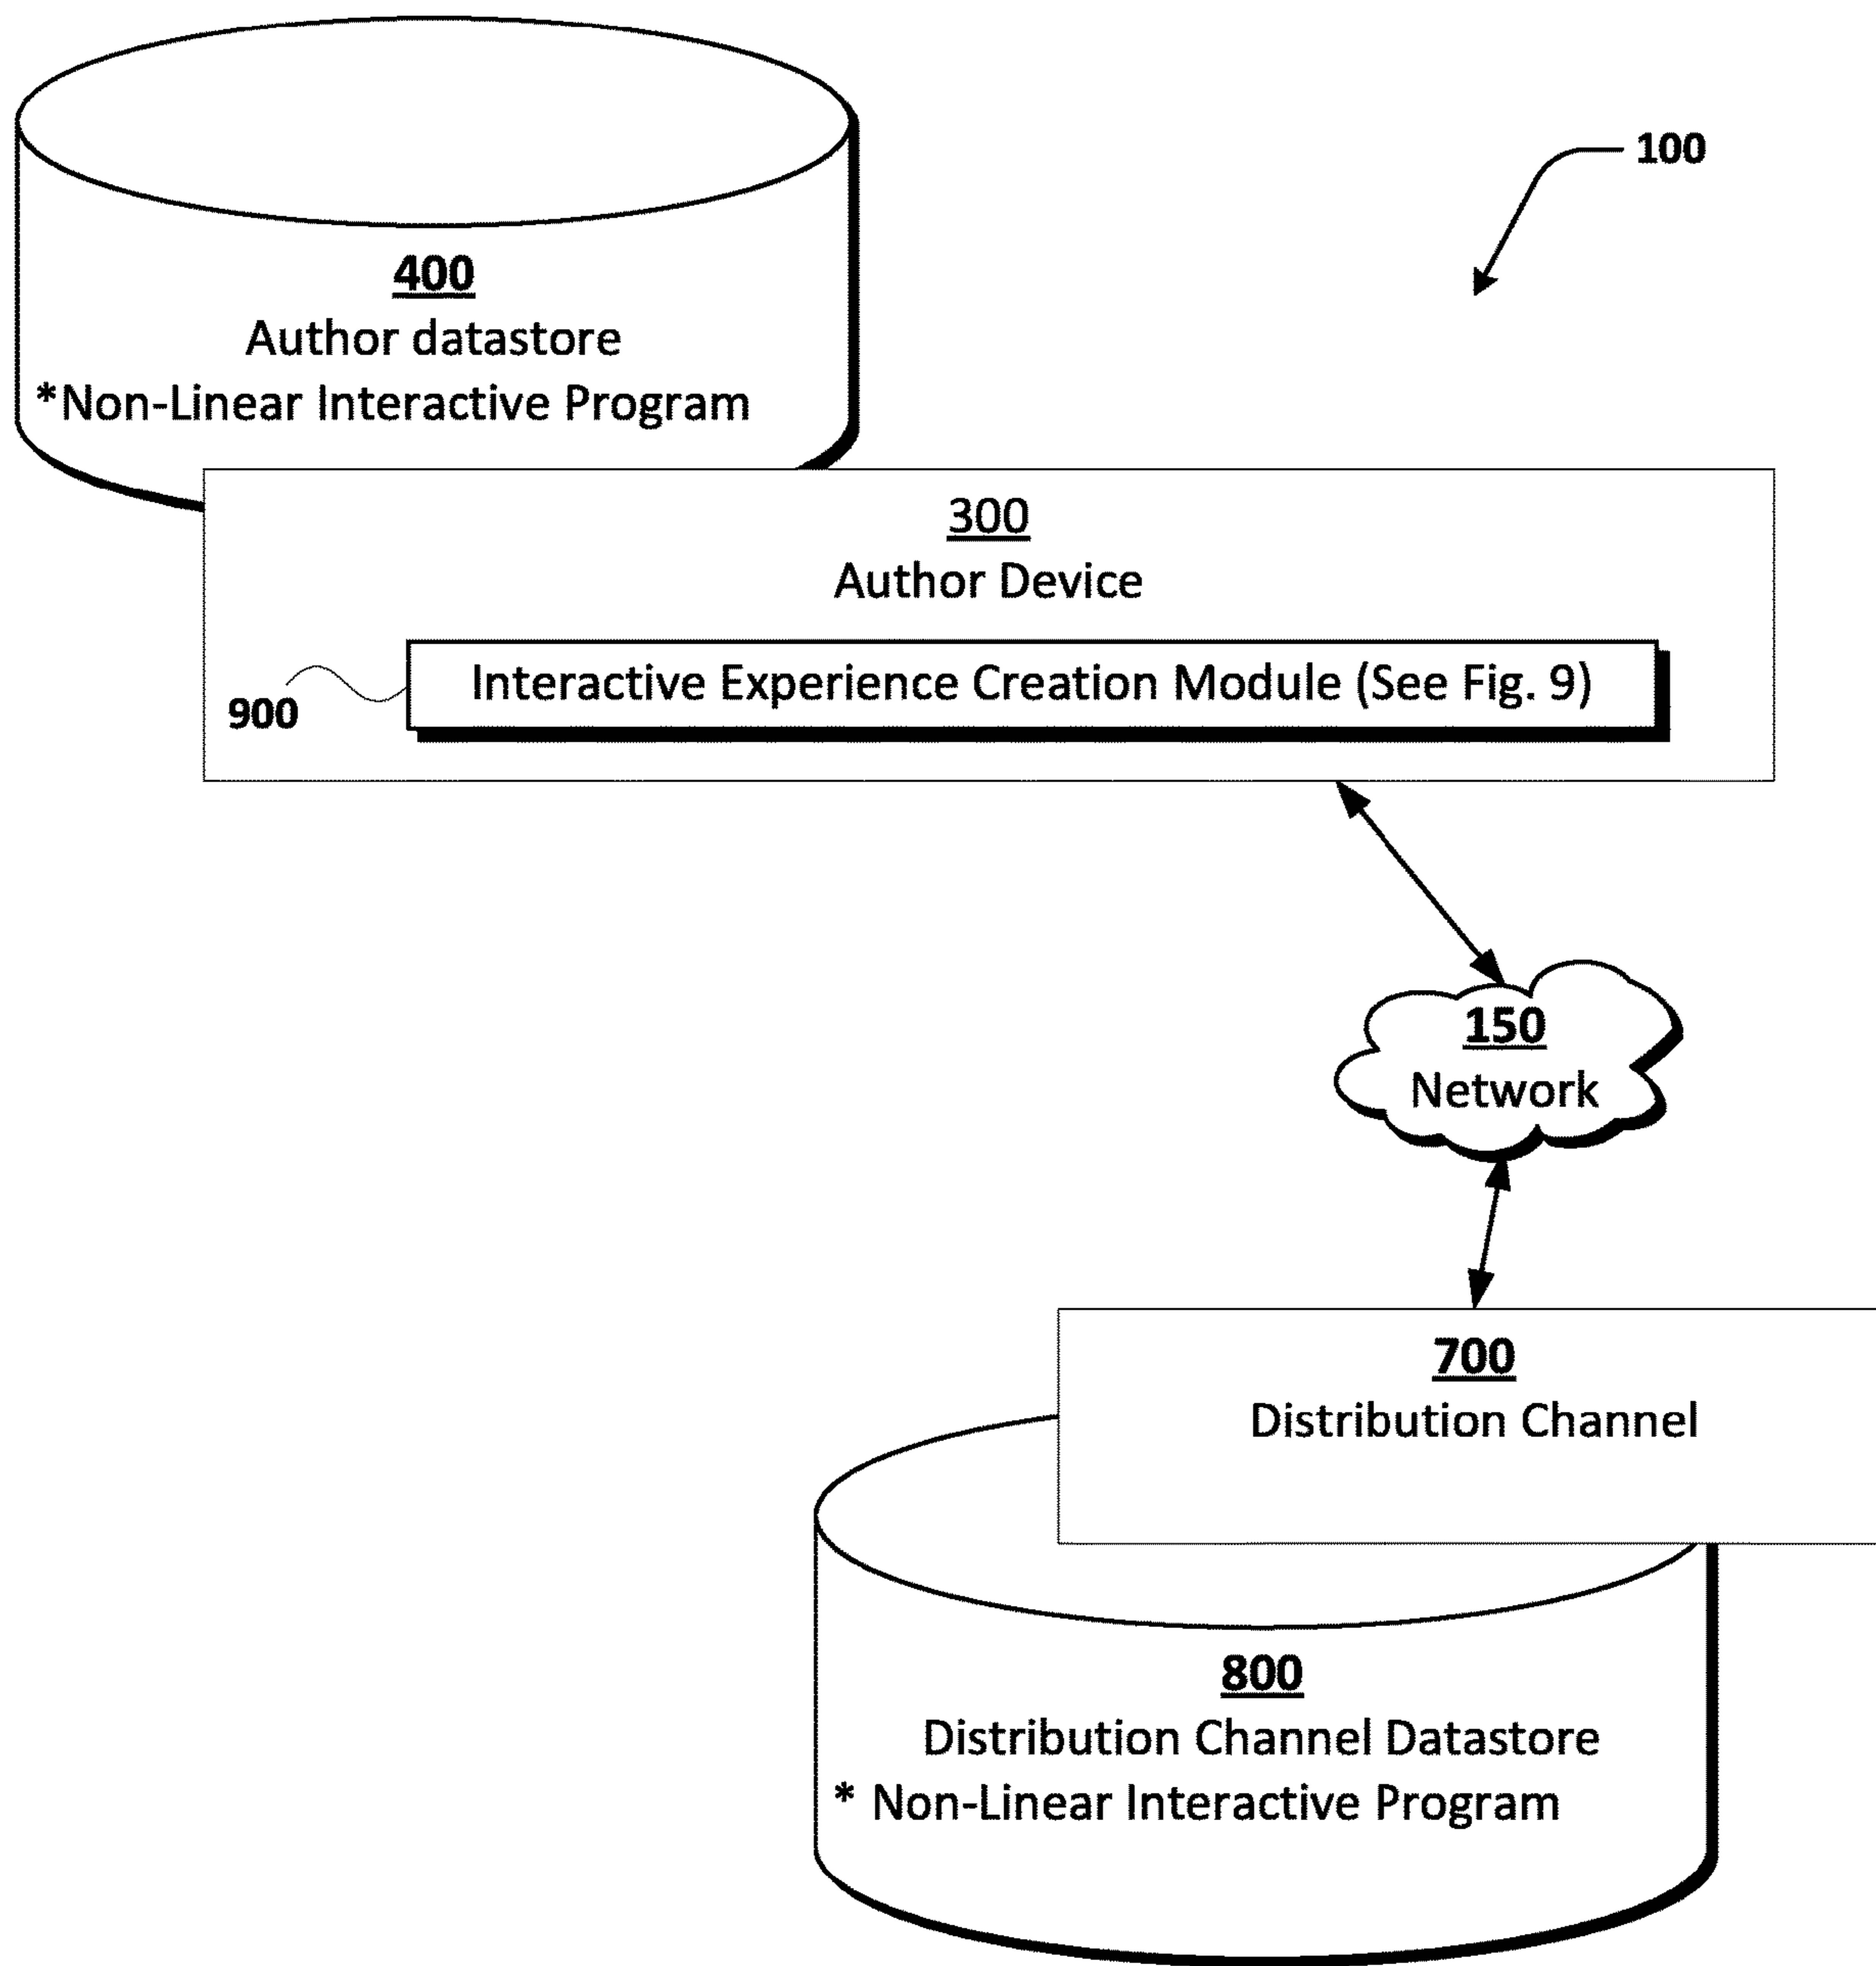 100
400
Author datastore
*Non-Linear Interactive Program
300
Author Device
Interactive Experience Creation Module (See Fig. 9)
900
150
Network
700
Distribution Channel
800
Distribution Channel Datastore
* Non-Linear Interactive Program